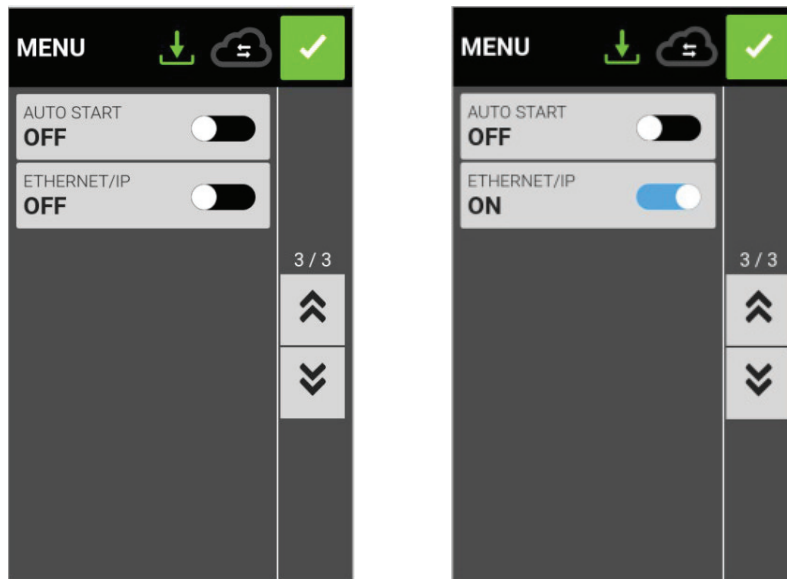 MENU
AUTO START
OFF
ETHERNET/IP
OFF
3 / 3
MENU
AUTO START
OFF
ETHERNET/IP
ON
3 / 3